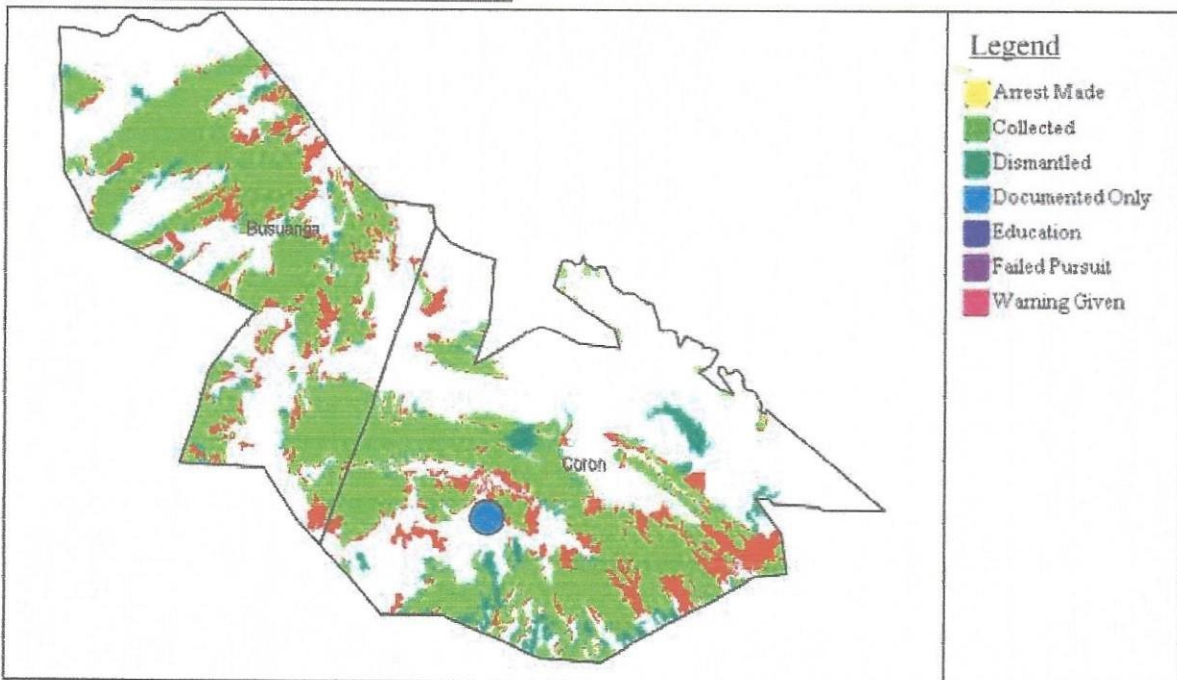 Legend
Arrest Made
Collected
Dismantled
Documented Only
Education
Failed Pursuit
Warning Given
Busuanga
Coron